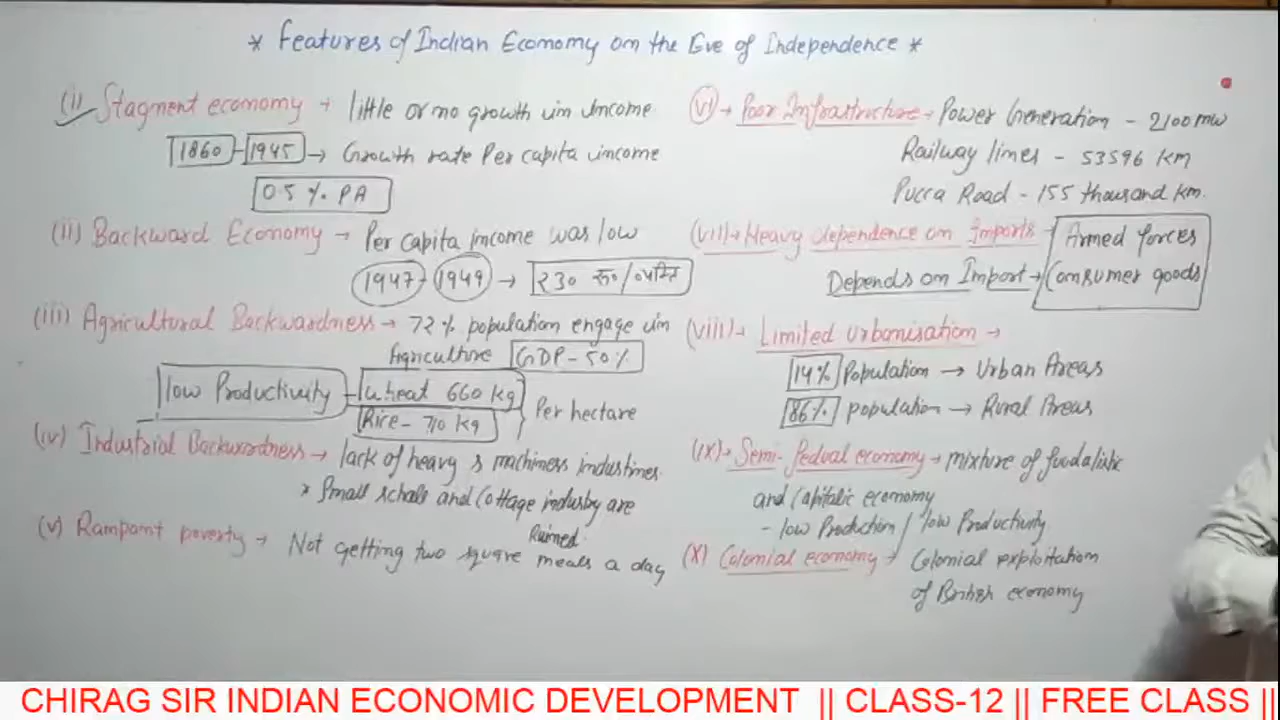 * Features of Indian Economy on the Eve of Independence *
(i) Stagnent economy → little or no growth in Income
1860 - 1945 → Growth rate Per capita income
0.5 % PA
(ii) Backward Economy → Per capita income was low
1947 - 1949 → ₹230 रू०/व्यक्ति
(iii) Agricultural Backwardness → 72% population engage in
Agriculture GDP - 50%
low Productivity - wheat 660 kg
Rice - 710 kg } Per hectare
(iv) Industrial Backwardness → lack of heavy & machiness industries
* Small schals and Cottage industry are
Ruined
(v) Rampant poverty → Not getting two square meals a day
(vi) → Poor Infrastructure → Power Generation - 2100 mw
Railway lines - 53596 km
Pucca Road - 155 thousand km.
(vii) → Heavy dependence on Imports → Armed forces
Depends on Import → Consumer goods
(viii) → Limited urbanisation →
14% Population → Urban Areas
86% population → Rural Areas
(ix) → Semi-fedual economy → mixture of feudalistic
and Capitalic economy
- low Production / low Productivity
(x) Colonial economy → Colonial exploitation
of British economy
CHIRAG SIR INDIAN ECONOMIC DEVELOPMENT || CLASS-12 || FREE CLASS ||